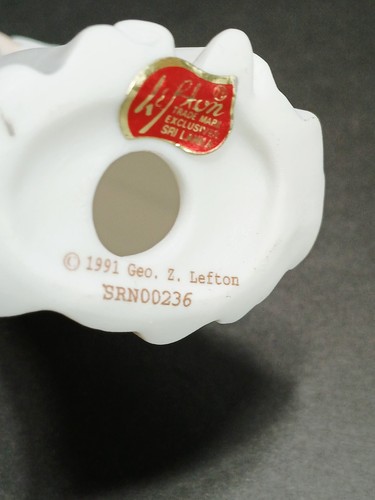 Lefton
TRADE MARK
EXCLUSIVES
SRI LANKA
© 1991 Geo. Z. Lefton
SRN00236